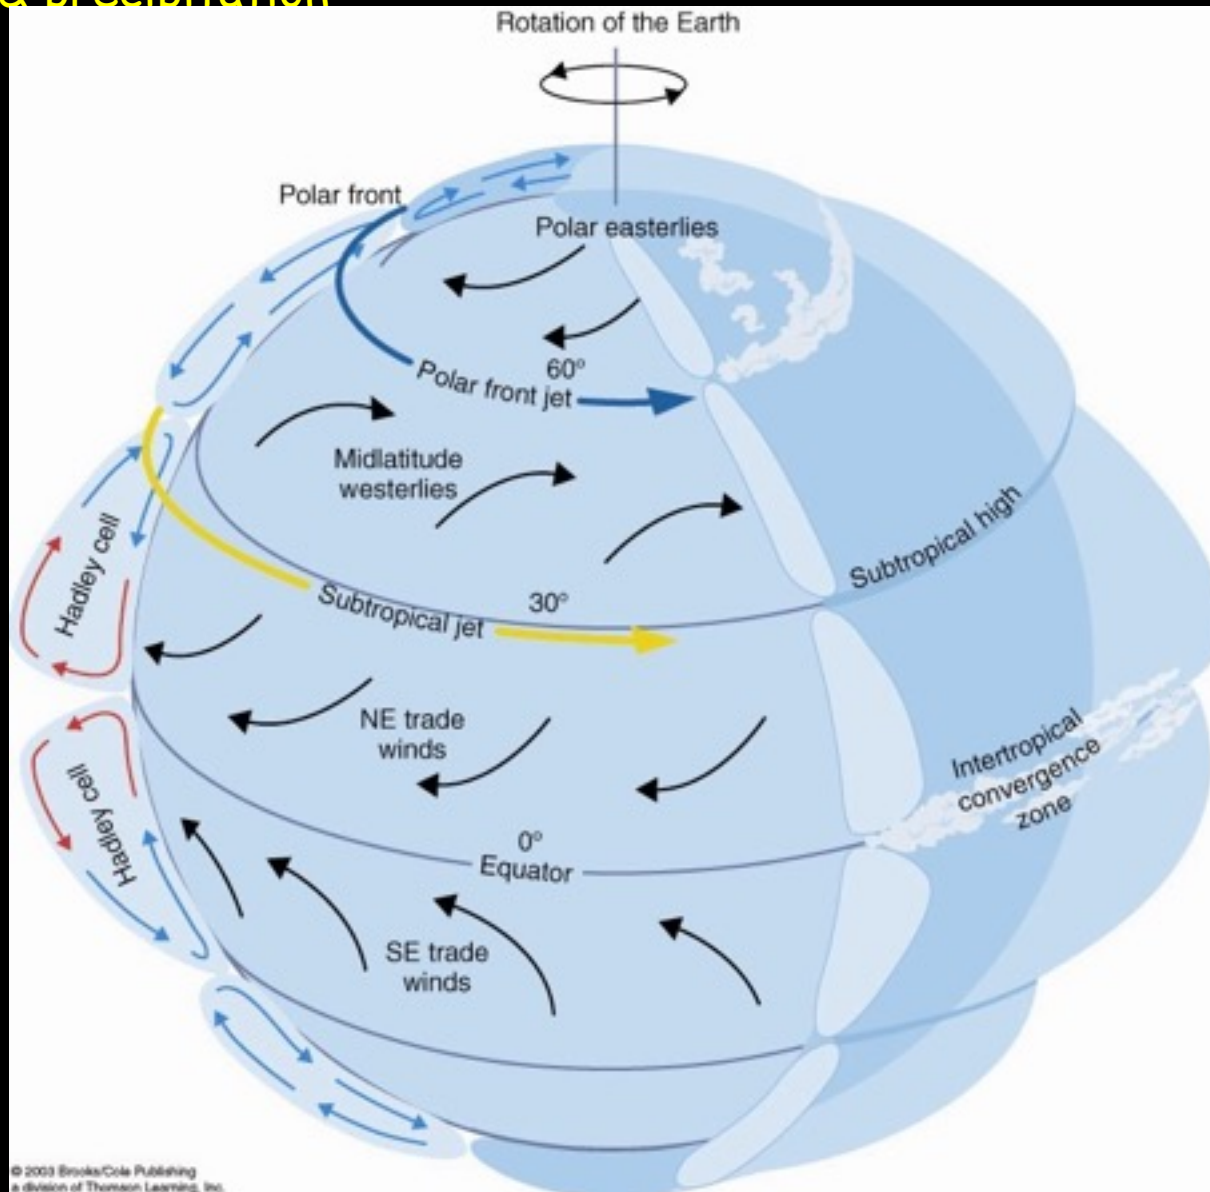 & precipitation
Rotation of the Earth
Polar front
Polar easterlies
60°
Polar front jet
Midlatitude
westerlies
Subtropical high
Hadley cell
30°
Subtropical jet
NE trade
winds
Intertropical
convergence
zone
Hadley cell
0°
Equator
SE trade
winds
© 2003 Brooks/Cole Publishing
a division of Thomson Learning, Inc.